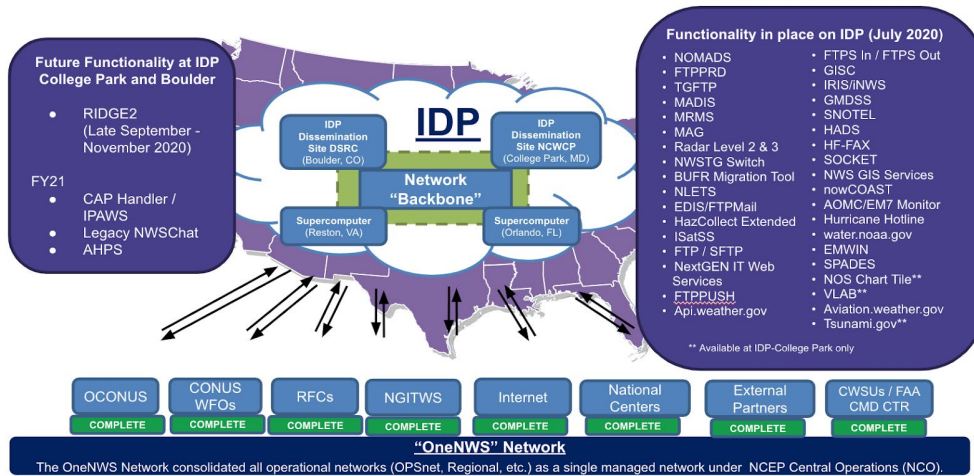 Future Functionality at IDP
College Park and Boulder
● RIDGE2
(Late September -
November 2020)
FY21
● CAP Handler /
IPAWS
● Legacy NWSChat
● AHPS
IDP
IDP
Dissemination
Site DSRC
(Boulder, CO)
IDP
Dissemination
Site NCWCP
(College Park, MD)
Network
“Backbone”
Supercomputer
(Reston, VA)
Supercomputer
(Orlando, FL)
Functionality in place on IDP (July 2020)
• NOMADS
• FTPPRD
• TGFTP
• MADIS
• MRMS
• MAG
• Radar Level 2 & 3
• NWSTG Switch
• BUFR Migration Tool
• NLETS
• EDIS/FTPMail
• HazCollect Extended
• ISatSS
• FTP / SFTP
• NextGEN IT Web
Services
• FTPPUSH
• Api.weather.gov
• FTPS In / FTPS Out
• GISC
• IRIS/iNWS
• GMDSS
• SNOTEL
• HADS
• HF-FAX
• SOCKET
• NWS GIS Services
• nowCOAST
• AOMC/EM7 Monitor
• Hurricane Hotline
• water.noaa.gov
• EMWIN
• SPADES
• NOS Chart Tile**
• VLAB**
• Aviation.weather.gov
• Tsunami.gov**
** Available at IDP-College Park only
OCONUS
COMPLETE
CONUS
WFOs
COMPLETE
RFCs
COMPLETE
NGITWS
COMPLETE
Internet
COMPLETE
National
Centers
COMPLETE
External
Partners
COMPLETE
CWSUs / FAA
CMD CTR
COMPLETE
“OneNWS” Network
The OneNWS Network consolidated all operational networks (OPSnet, Regional, etc.) as a single managed network under NCEP Central Operations (NCO).